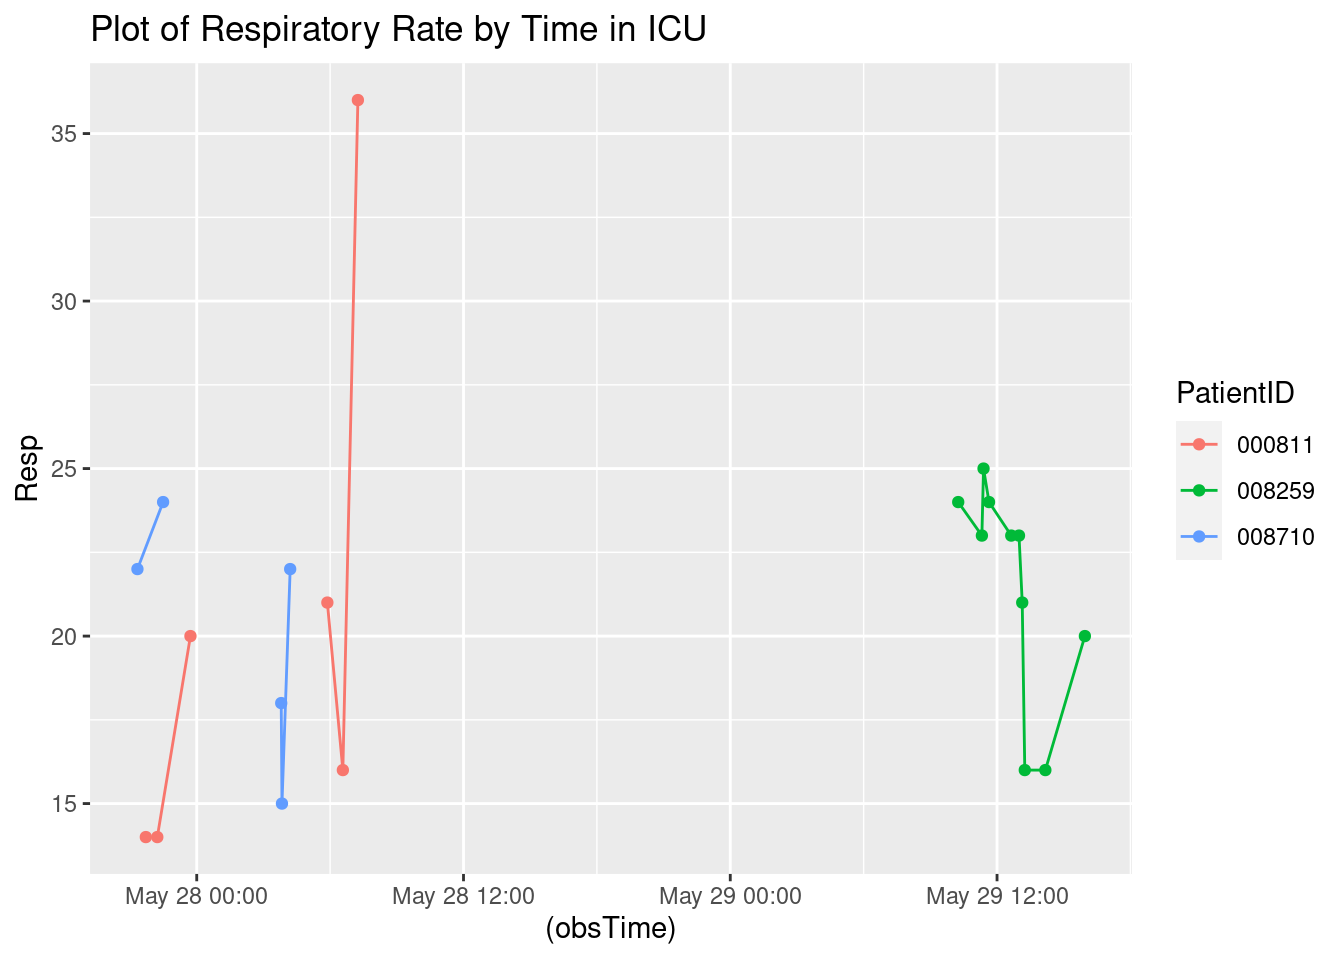 Plot of Respiratory Rate by Time in ICU
35
30
25
20
15
Resp
May 28 00:00
May 28 12:00
May 29 00:00
May 29 12:00
(obsTime)
PatientID
000811
008259
008710